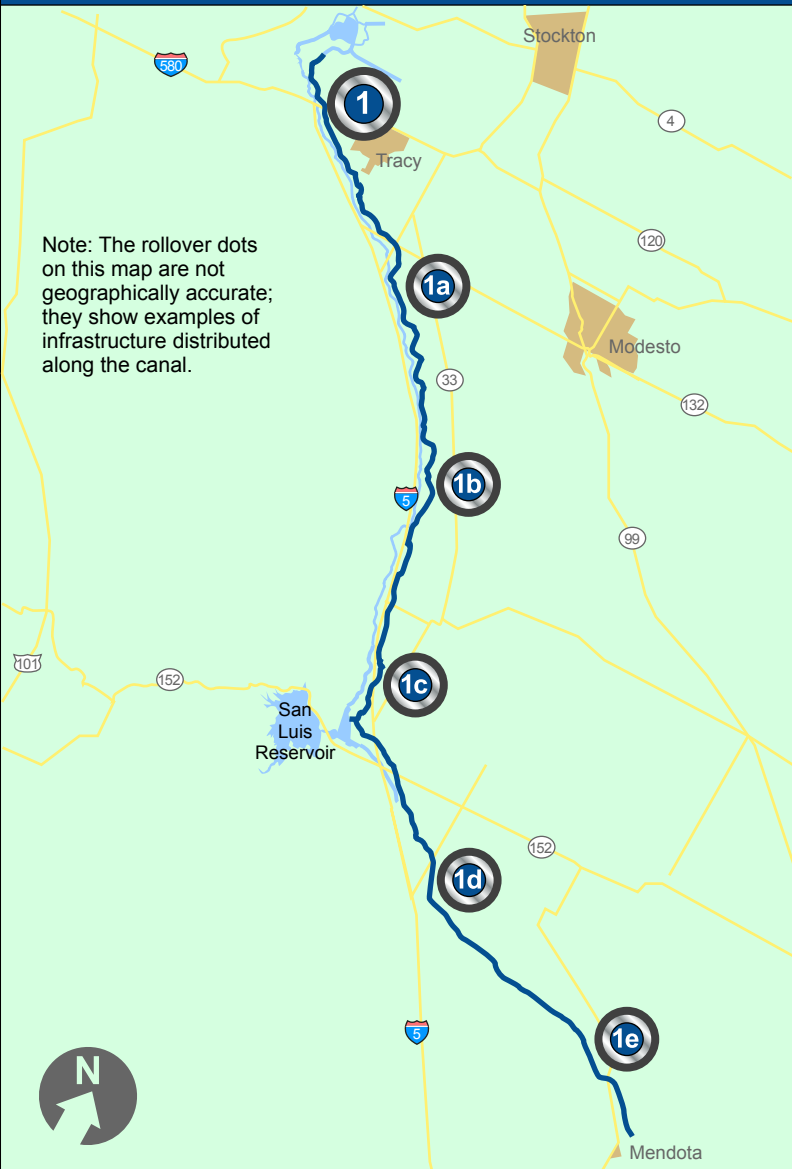 Stockton
580
1
4
Tracy
120
Note: The rollover dots
on this map are not
geographically accurate;
they show examples of
infrastructure distributed
along the canal.
1a
Modesto
33
132
1b
5
99
101
152
1c
San
Luis
Reservoir
152
1d
5
1e
N
Mendota